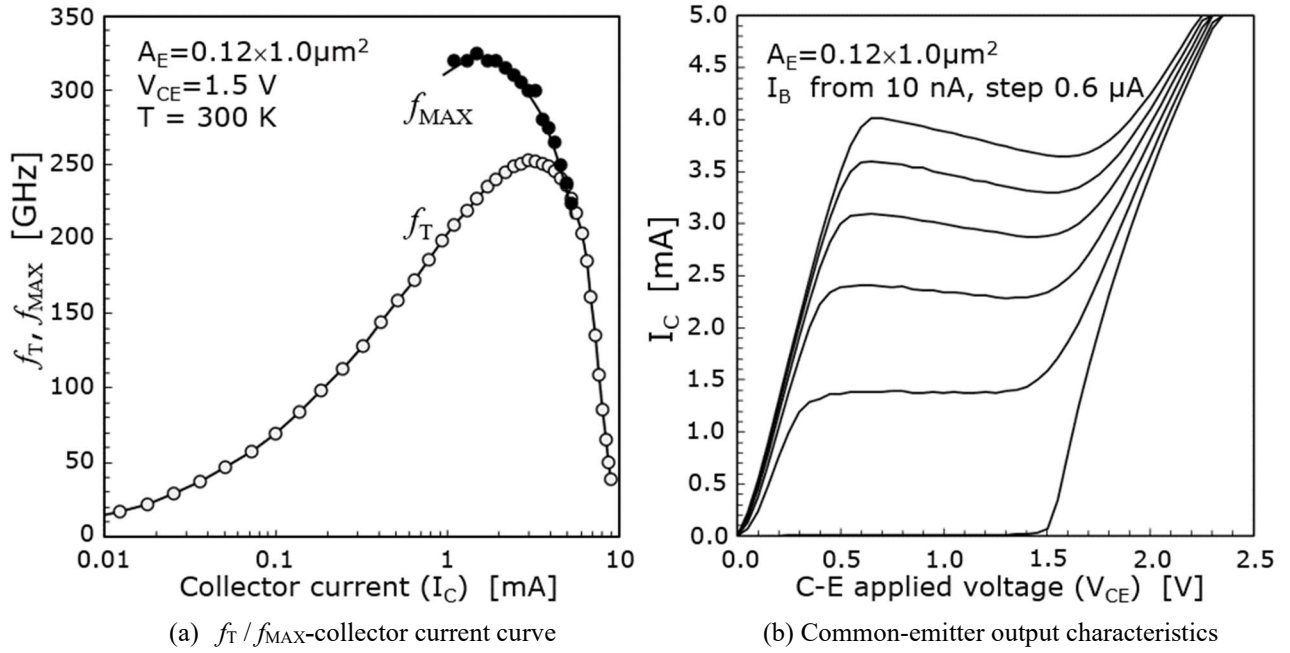 350
300
250
200
150
100
50
0
f_T, f_MAX [GHz]
A_E=0.12×1.0μm²
V_CE=1.5 V
T = 300 K
f_MAX
f_T
0.01 0.1 1 10
Collector current (I_C) [mA]
(a) f_T / f_MAX-collector current curve
5.0
4.5
4.0
3.5
3.0
2.5
2.0
1.5
1.0
0.5
0.0
I_C [mA]
A_E=0.12×1.0μm²
I_B from 10 nA, step 0.6 μA
0.0 0.5 1.0 1.5 2.0 2.5
C-E applied voltage (V_CE) [V]
(b) Common-emitter output characteristics